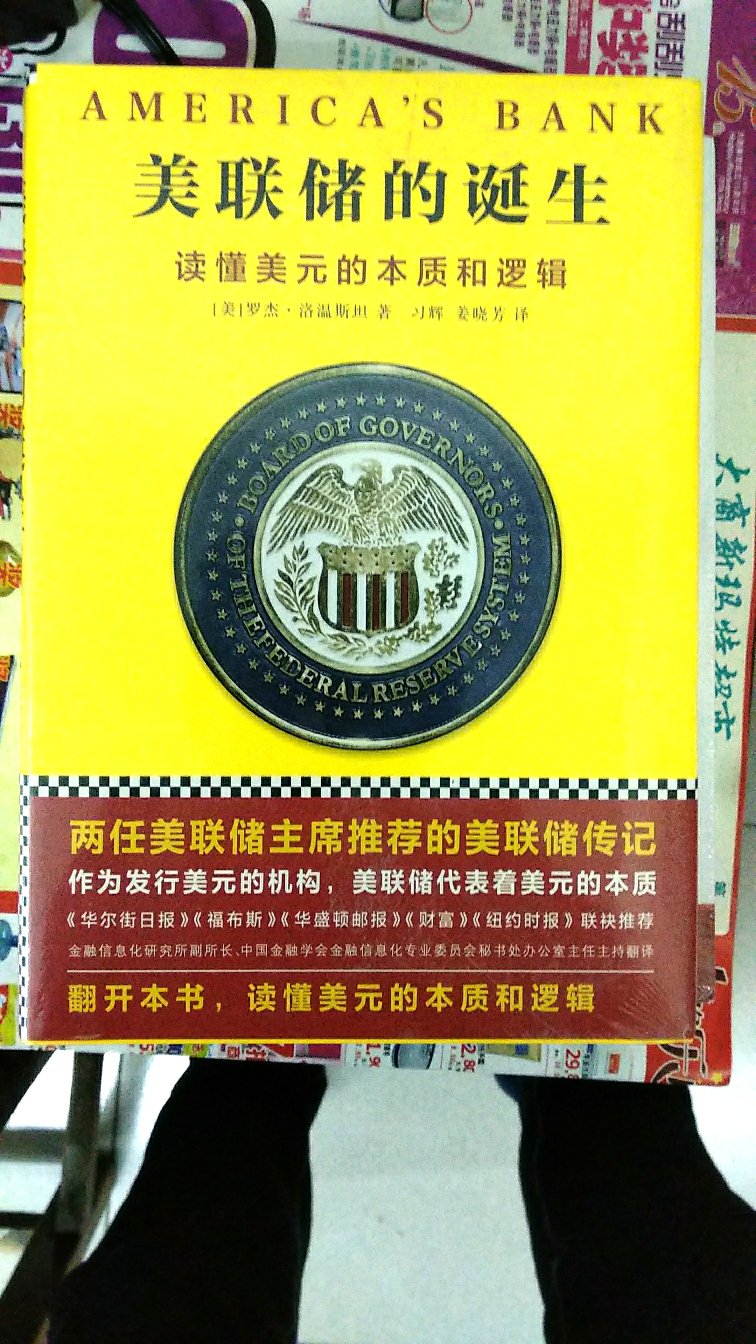 AMERICA'S BANK
美联储的诞生
读懂美元的本质和逻辑
[美]罗杰·洛温斯坦 著 习辉 姜晓芳 译
·BOARD OF GOVERNORS·
OF THE FEDERAL RESERVE SYSTEM
两任美联储主席推荐的美联储传记
作为发行美元的机构，美联储代表着美元的本质
《华尔街日报》《福布斯》《华盛顿邮报》《财富》《纽约时报》联袂推荐
金融信息化研究所副所长、中国金融学会金融信息化专业委员会秘书处办公室主任主持翻译
翻开本书，读懂美元的本质和逻辑
大商新玛特超市